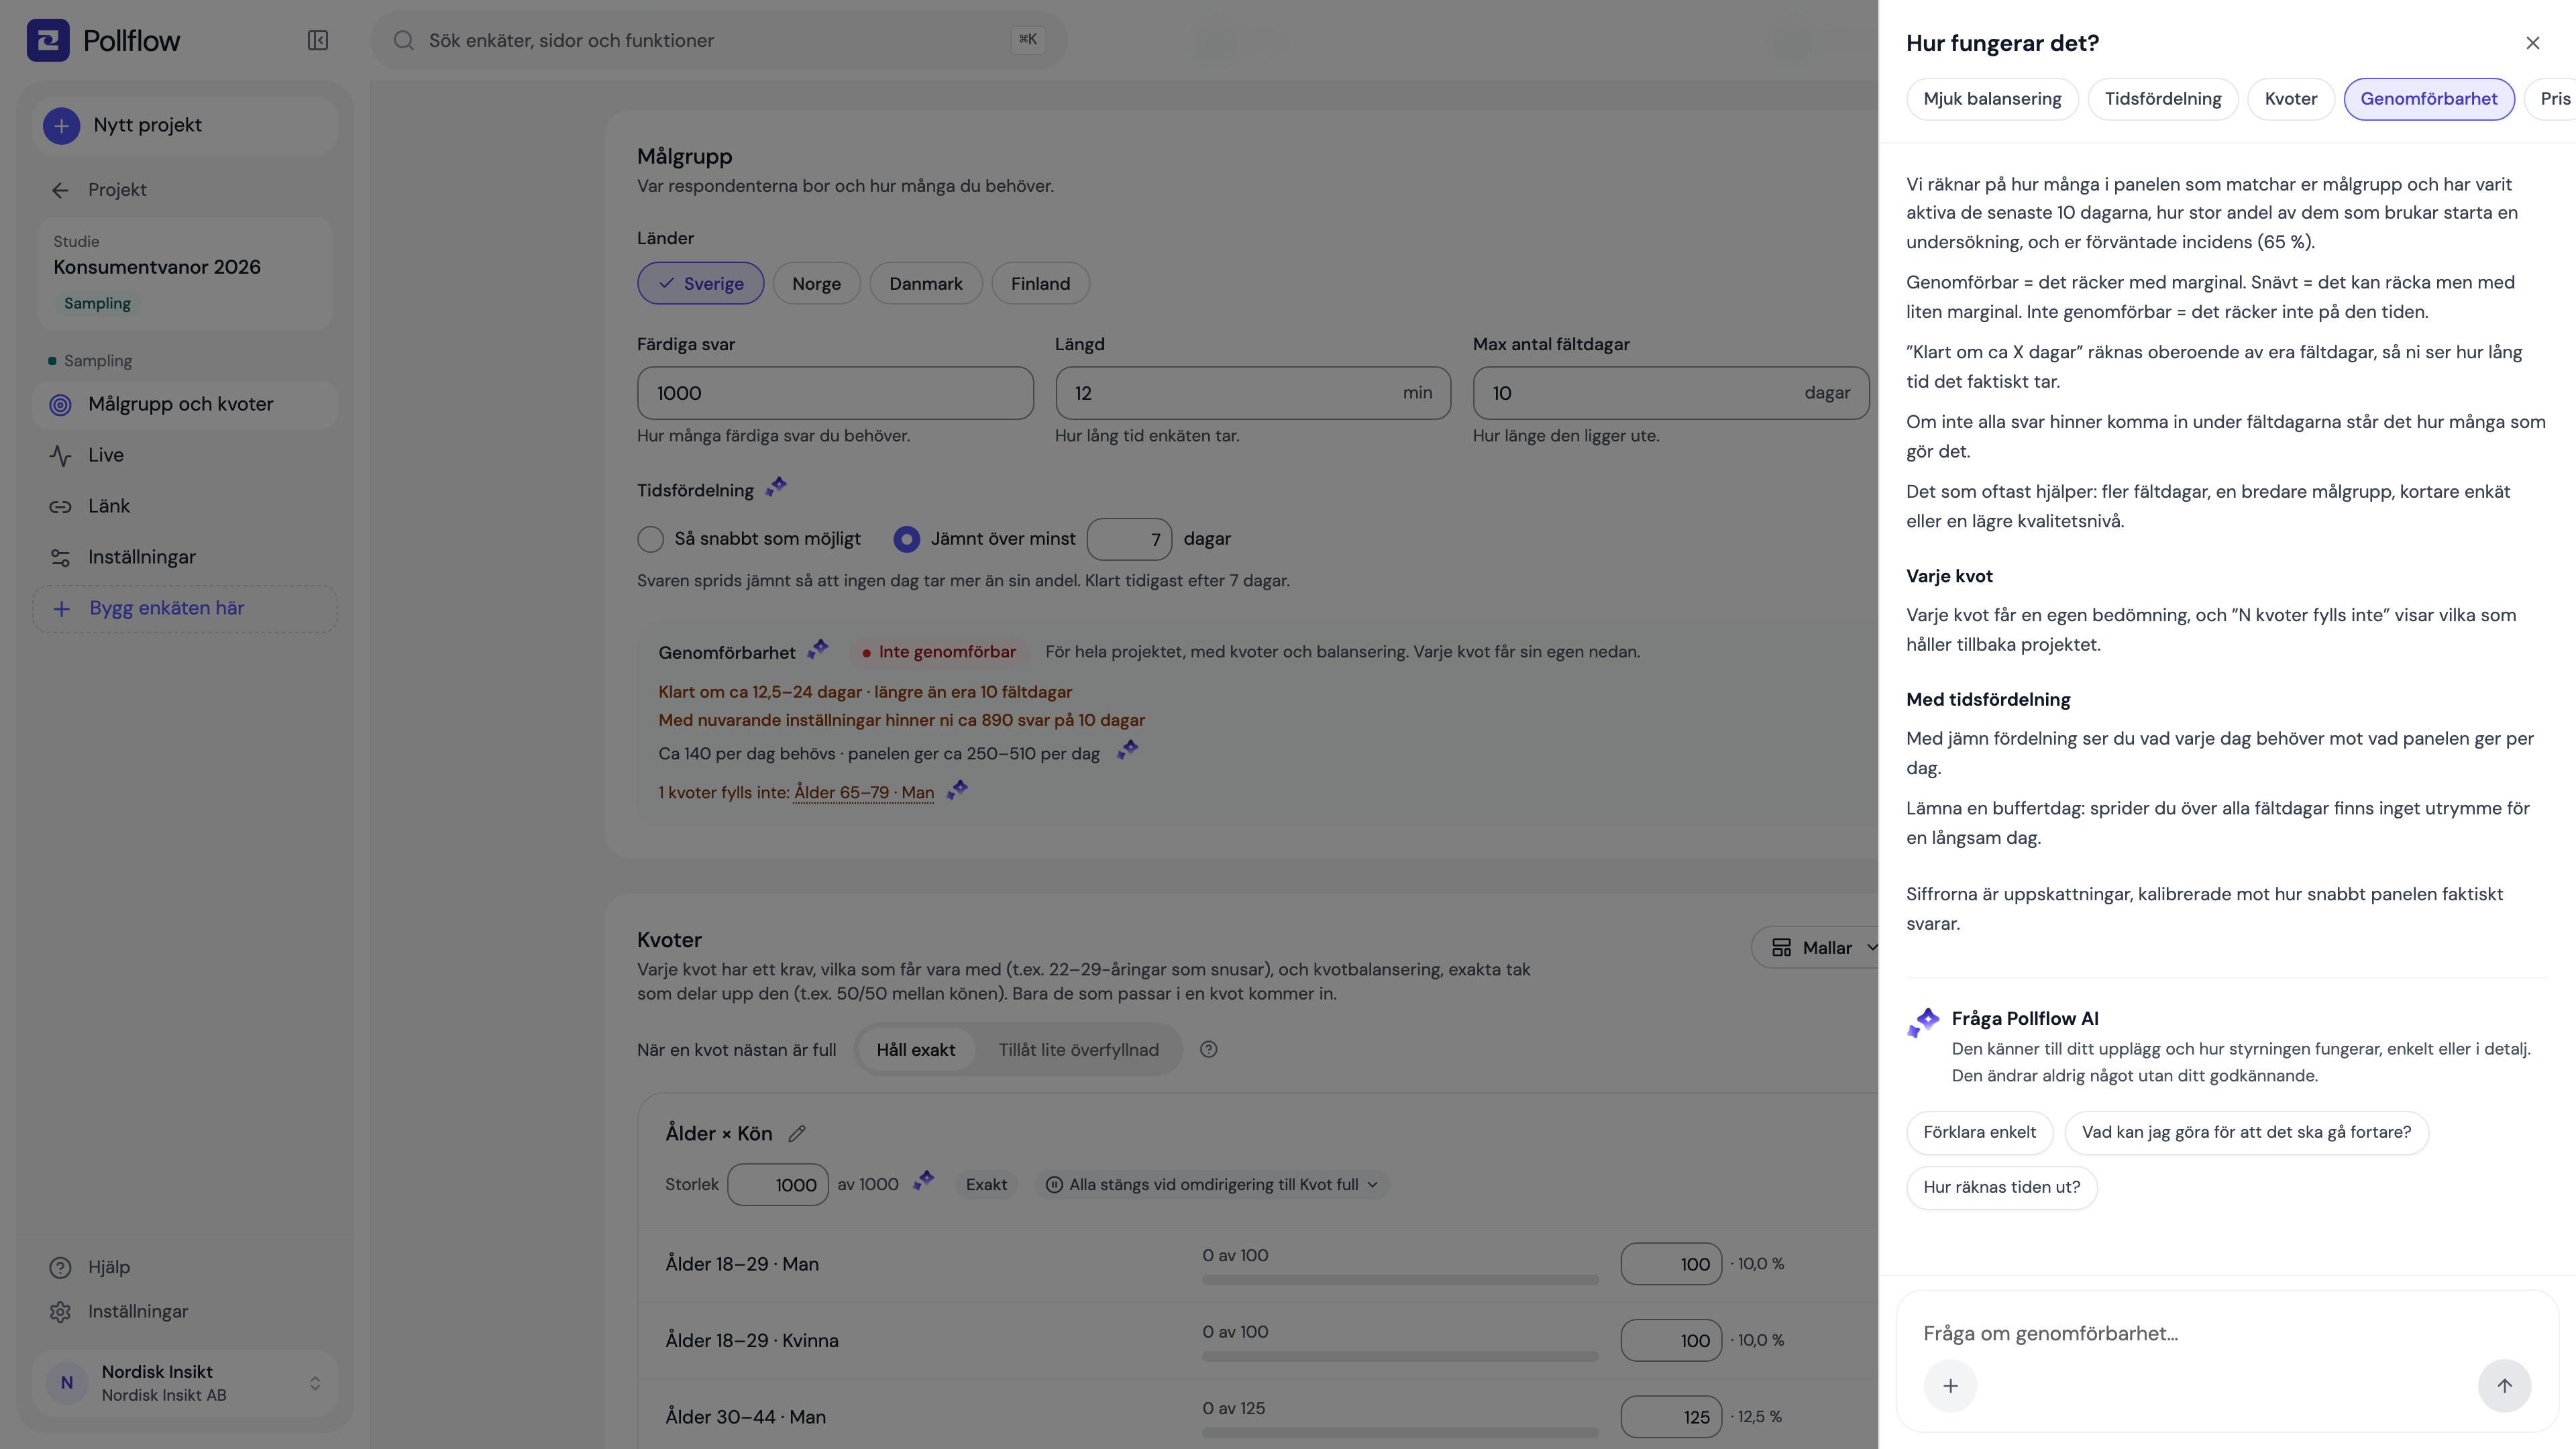 Pollflow
Sök enkäter, sidor och funktioner
⌘K
Nytt projekt
Projekt
Studie
Konsumentvanor 2026
Sampling
Sampling
Målgrupp och kvoter
Live
Länk
Inställningar
Bygg enkäten här
Hjälp
Inställningar
N
Nordisk Insikt
Nordisk Insikt AB
Målgrupp
Var respondenterna bor och hur många du behöver.
Länder
Sverige
Norge
Danmark
Finland
Färdiga svar
Längd
Max antal fältdagar
1000
12 min
10 dagar
Hur många färdiga svar du behöver.
Hur lång tid enkäten tar.
Hur länge den ligger ute.
Tidsfördelning
Så snabbt som möjligt
Jämnt över minst 7 dagar
Svaren sprids jämnt så att ingen dag tar mer än sin andel. Klart tidigast efter 7 dagar.
Genomförbarhet
Inte genomförbar
För hela projektet, med kvoter och balansering. Varje kvot får sin egen nedan.
Klart om ca 12,5–24 dagar · längre än era 10 fältdagar
Med nuvarande inställningar hinner ni ca 890 svar på 10 dagar
Ca 140 per dag behövs · panelen ger ca 250–510 per dag
1 kvoter fylls inte: Ålder 65–79 · Man
Kvoter
Varje kvot har ett krav, vilka som får vara med (t.ex. 22–29-åringar som snusar), och kvotbalansering, exakta tak
som delar upp den (t.ex. 50/50 mellan könen). Bara de som passar i en kvot kommer in.
Mallar
När en kvot nästan är full
Håll exakt
Tillåt lite överfyllnad
Ålder × Kön
Storlek 1000 av 1000
Exakt
Alla stängs vid omdirigering till Kvot full
Ålder 18–29 · Man
0 av 100
100 · 10,0 %
Ålder 18–29 · Kvinna
0 av 100
100 · 10,0 %
Ålder 30–44 · Man
0 av 125
125 · 12,5 %
Hur fungerar det?
Mjuk balansering
Tidsfördelning
Kvoter
Genomförbarhet
Pris
Vi räknar på hur många i panelen som matchar er målgrupp och har varit
aktiva de senaste 10 dagarna, hur stor andel av dem som brukar starta en
undersökning, och er förväntade incidens (65 %).
Genomförbar = det räcker med marginal. Snävt = det kan räcka men med
liten marginal. Inte genomförbar = det räcker inte på den tiden.
"Klart om ca X dagar" räknas oberoende av era fältdagar, så ni ser hur lång
tid det faktiskt tar.
Om inte alla svar hinner komma in under fältdagarna står det hur många som
gör det.
Det som oftast hjälper: fler fältdagar, en bredare målgrupp, kortare enkät
eller en lägre kvalitetsnivå.
Varje kvot
Varje kvot får en egen bedömning, och "N kvoter fylls inte" visar vilka som
håller tillbaka projektet.
Med tidsfördelning
Med jämn fördelning ser du vad varje dag behöver mot vad panelen ger per
dag.
Lämna en buffertdag: sprider du över alla fältdagar finns inget utrymme för
en långsam dag.
Siffrorna är uppskattningar, kalibrerade mot hur snabbt panelen faktiskt
svarar.
Fråga Pollflow AI
Den känner till ditt upplägg och hur styrningen fungerar, enkelt eller i detalj.
Den ändrar aldrig något utan ditt godkännande.
Förklara enkelt
Vad kan jag göra för att det ska gå fortare?
Hur räknas tiden ut?
Fråga om genomförbarhet...